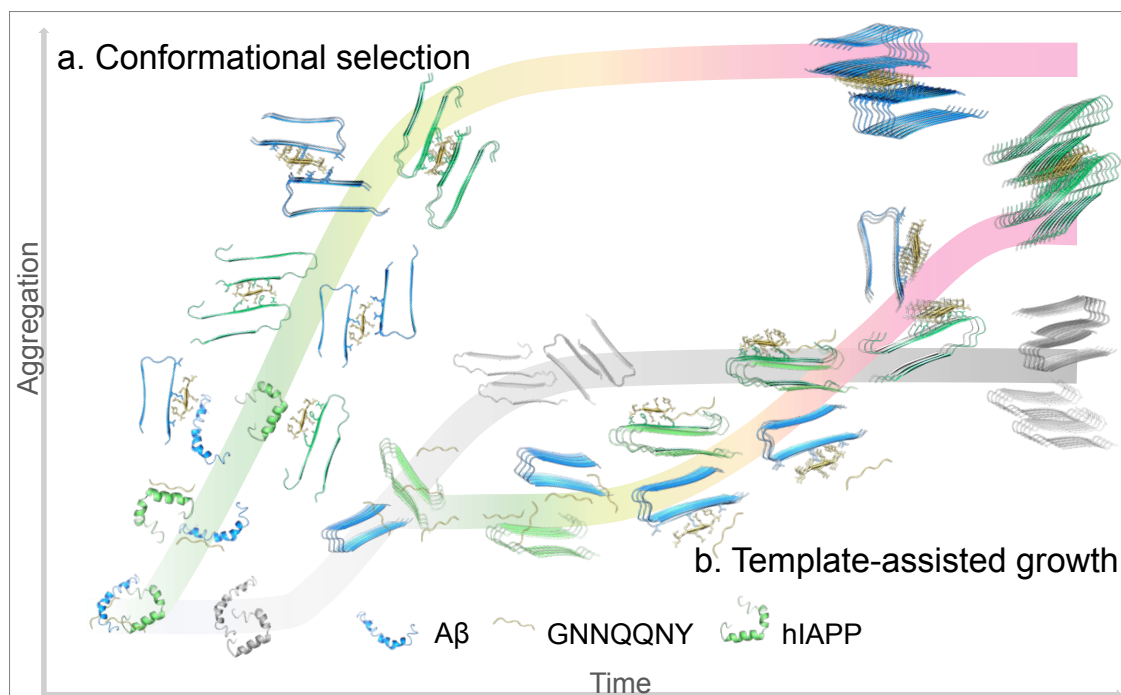 a. Conformational selection
Aggregation
b. Template-assisted growth
Aβ
GNNQQNY
hIAPP
Time